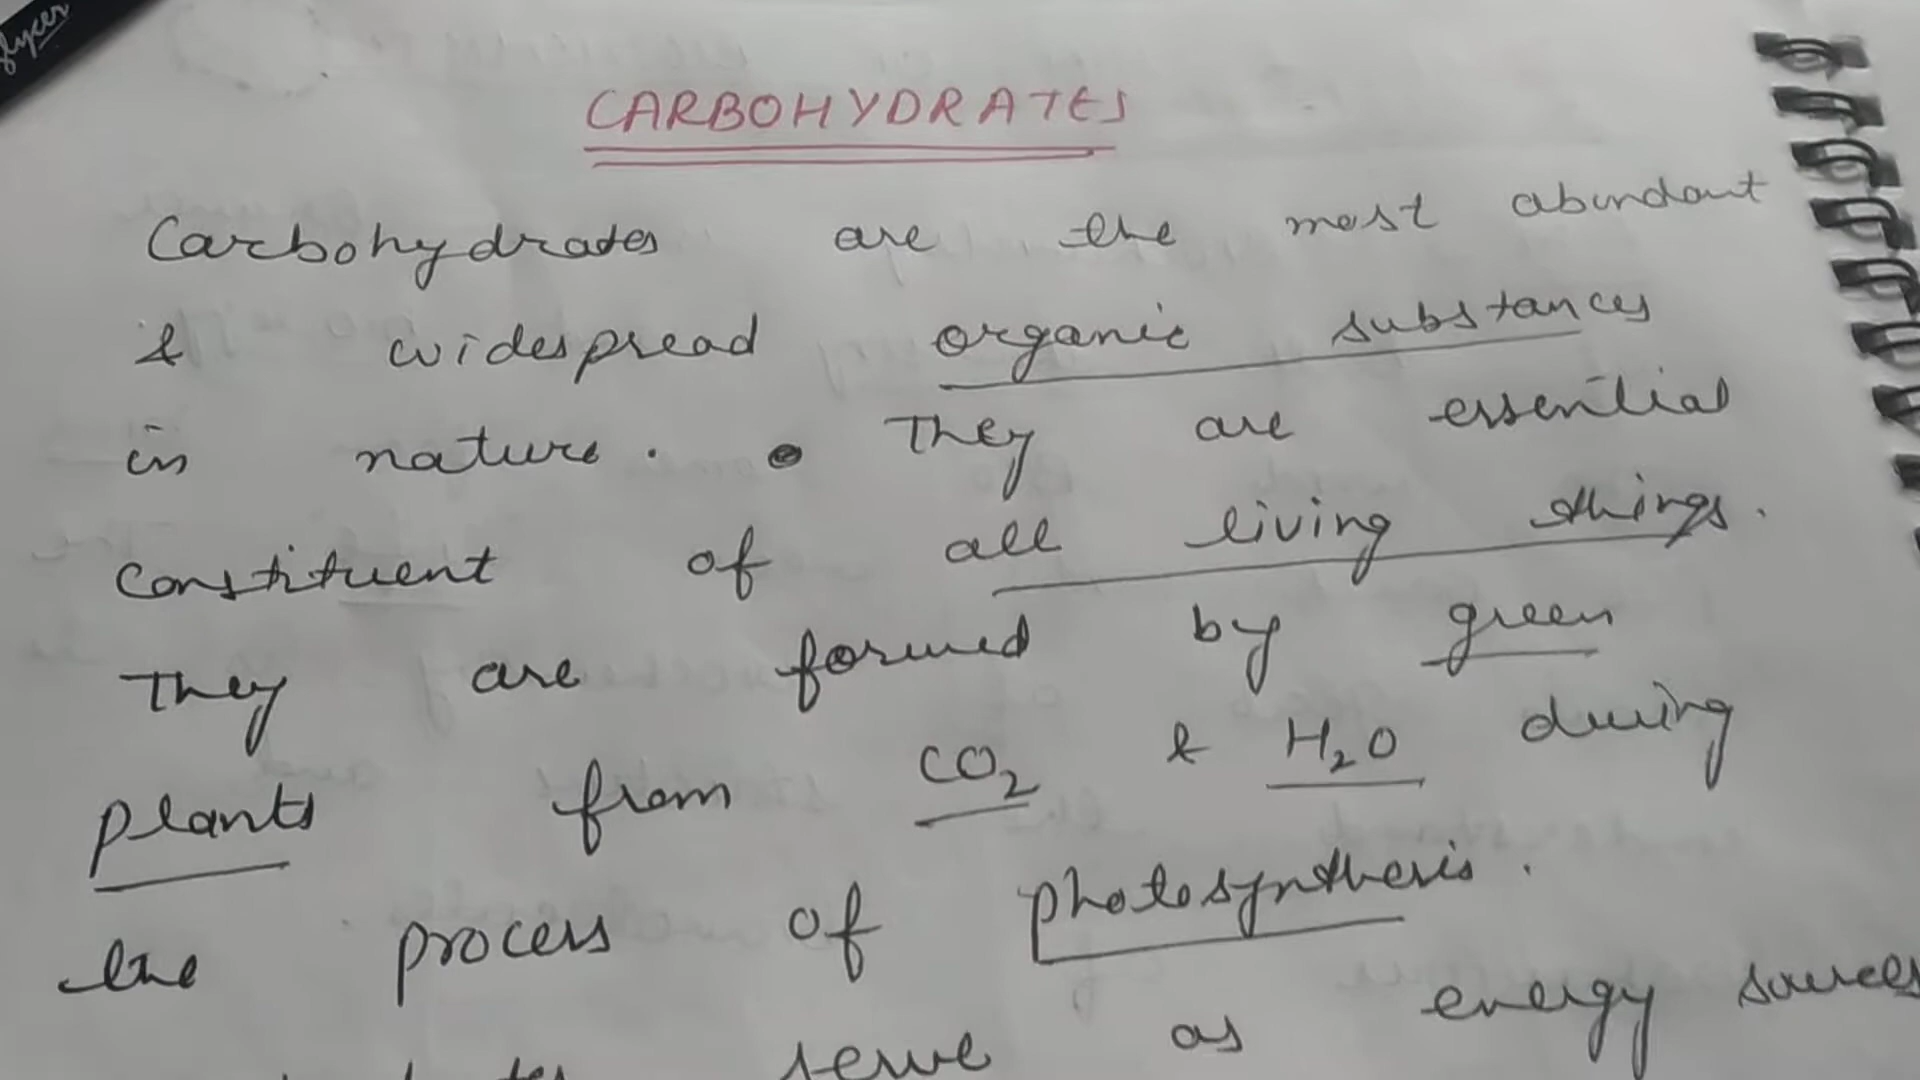 CARBOHYDRATES
Carbohydrates are the most abundant
& widespread organic substances
in nature. They are essential
constituent of all living things.
They are formed by green
plants from CO₂ & H₂O during
the process of photosynthesis.
serve as energy sources